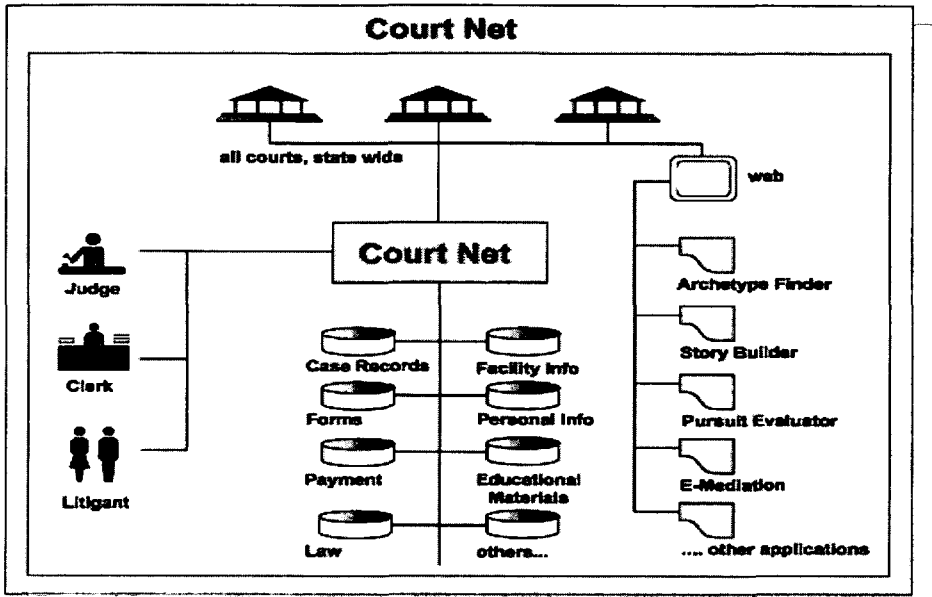 Court Net
all courts, state wide
web
Court Net
Judge
Clerk
Litigant
Case Records
Facility Info
Forms
Personal Info
Payment
Educational
Materials
Law
others...
Archetype Finder
Story Builder
Pursuit Evaluator
E-Mediation
.... other applications